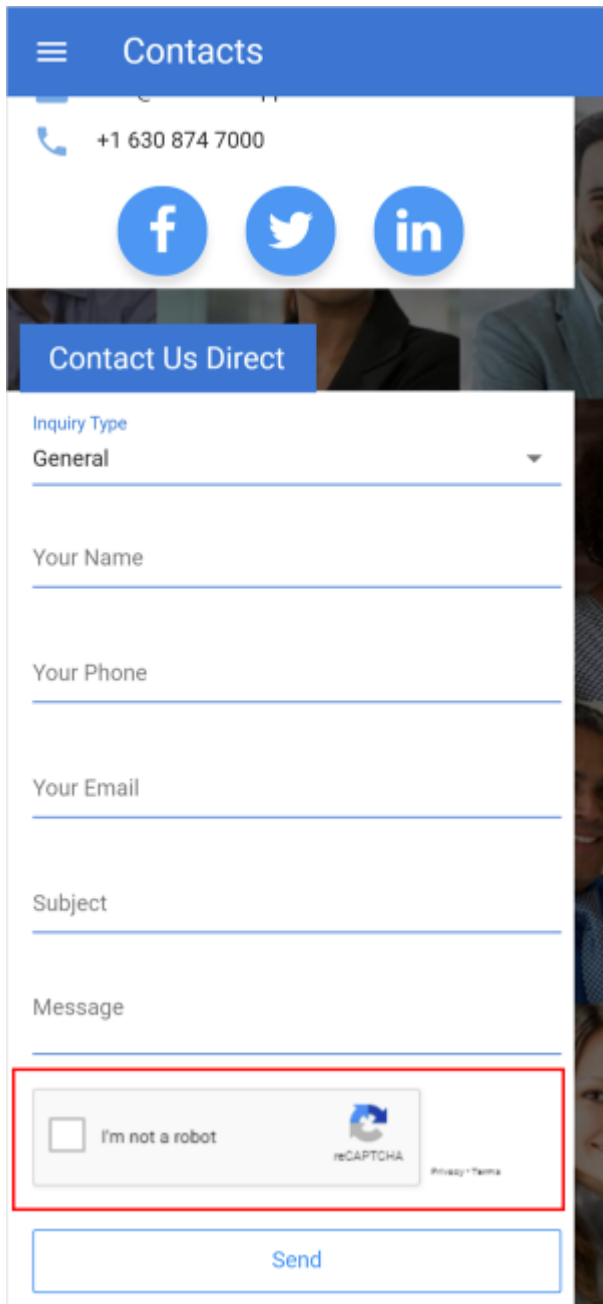 Contacts
+1 630 874 7000
Contact Us Direct
Inquiry Type
General
Your Name
Your Phone
Your Email
Subject
Message
I'm not a robot
reCAPTCHA
Privacy • Terms
Send